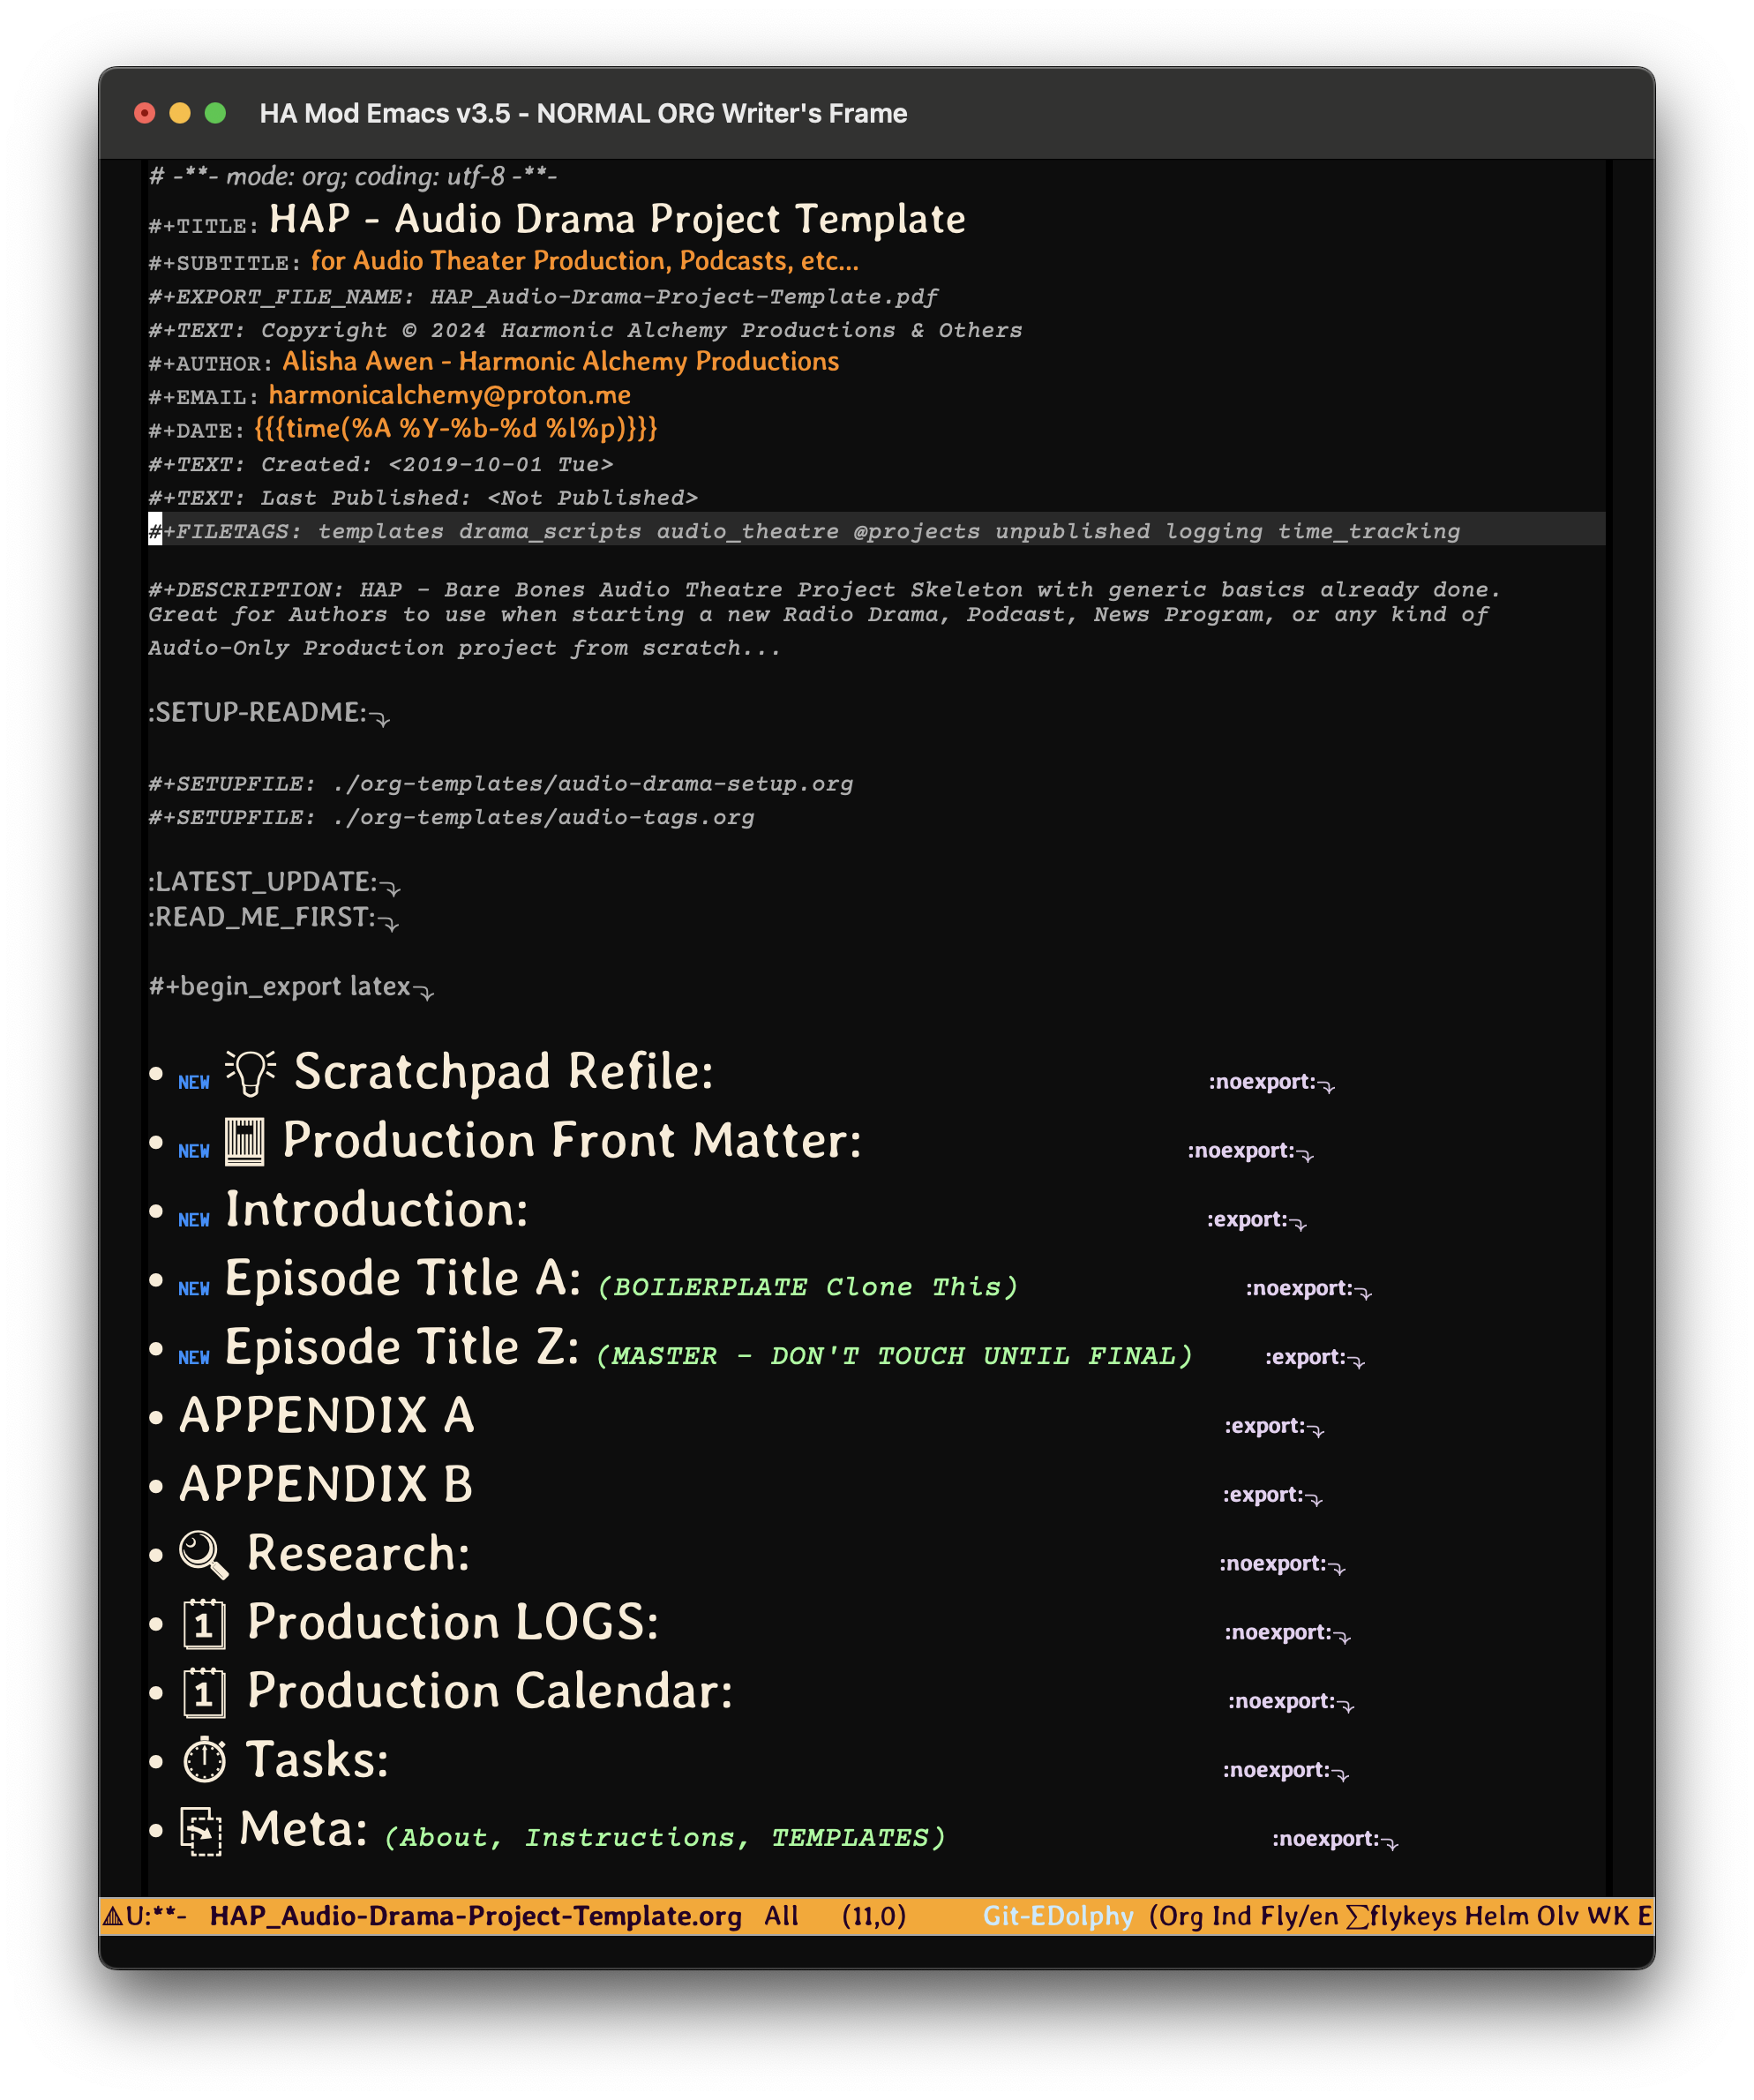 HA Mod Emacs v3.5 - NORMAL ORG Writer's Frame
# -**- mode: org; coding: utf-8 -**-
#+TITLE: HAP - Audio Drama Project Template
#+SUBTITLE: for Audio Theater Production, Podcasts, etc...
#+EXPORT_FILE_NAME: HAP_Audio-Drama-Project-Template.pdf
#+TEXT: Copyright © 2024 Harmonic Alchemy Productions & Others
#+AUTHOR: Alisha Awen - Harmonic Alchemy Productions
#+EMAIL: harmonicalchemy@proton.me
#+DATE: {{{time(%A %Y-%b-%d %l%p)}}}
#+TEXT: Created: <2019-10-01 Tue>
#+TEXT: Last Published: <Not Published>
#+FILETAGS: templates drama_scripts audio_theatre @projects unpublished logging time_tracking
#+DESCRIPTION: HAP - Bare Bones Audio Theatre Project Skeleton with generic basics already done.
Great for Authors to use when starting a new Radio Drama, Podcast, News Program, or any kind of
Audio-Only Production project from scratch...
:SETUP-README:⤵
#+SETUPFILE: ./org-templates/audio-drama-setup.org
#+SETUPFILE: ./org-templates/audio-tags.org
:LATEST_UPDATE:⤵
:READ_ME_FIRST:⤵
#+begin_export latex⤵
• NEW Scratchpad Refile: :noexport:⤵
• NEW Production Front Matter: :noexport:⤵
• NEW Introduction: :export:⤵
• NEW Episode Title A: (BOILERPLATE Clone This) :noexport:⤵
• NEW Episode Title Z: (MASTER - DON'T TOUCH UNTIL FINAL) :export:⤵
• APPENDIX A :export:⤵
• APPENDIX B :export:⤵
• Research: :noexport:⤵
• 1 Production LOGS: :noexport:⤵
• 1 Production Calendar: :noexport:⤵
• Tasks: :noexport:⤵
• Meta: (About, Instructions, TEMPLATES) :noexport:⤵
U:**- HAP_Audio-Drama-Project-Template.org All (11,0) Git-EDolphy (Org Ind Fly/en ∑flykeys Helm Olv WK E